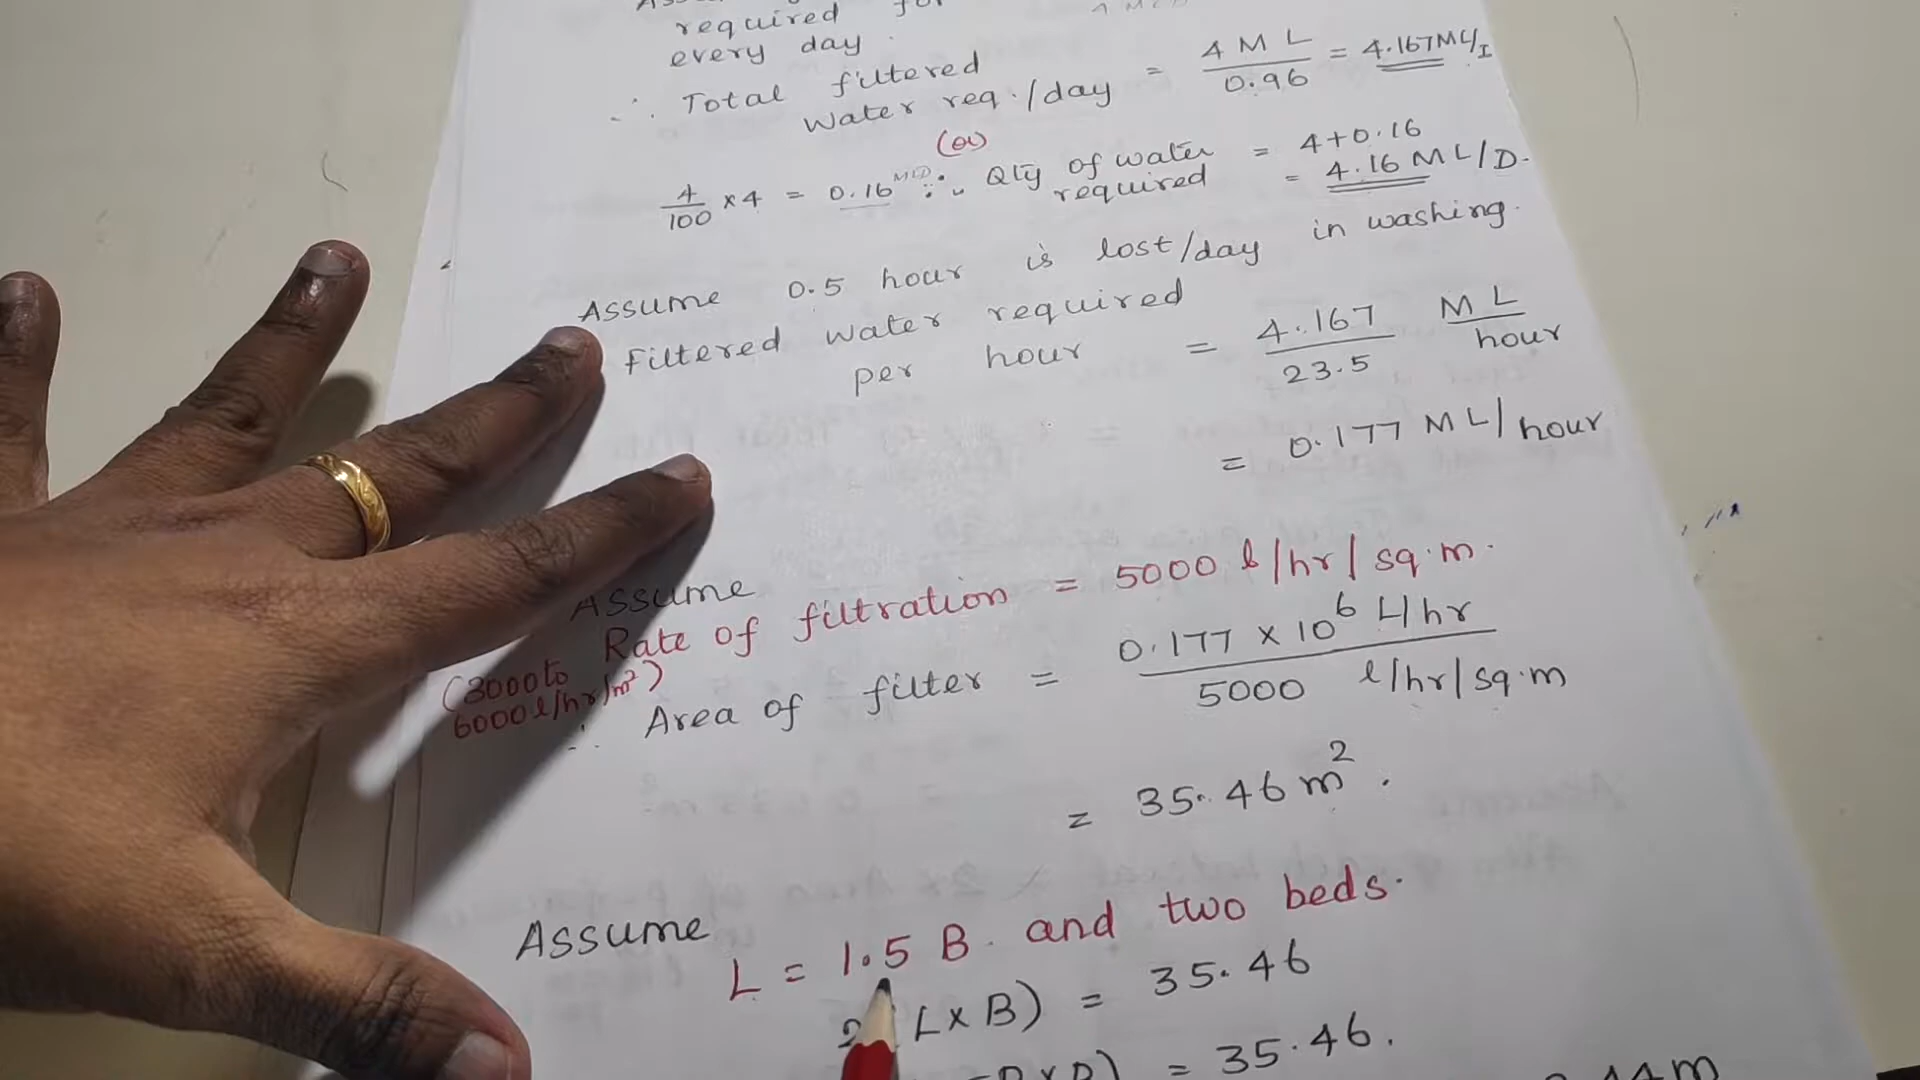 required for
every day.
∴ Total filtered
Water req./day = 4 ML / 0.96 = 4.167 ML/
(or)
4/100 x 4 = 0.16 MLD. ∴ Qty of water required = 4+0.16
= 4.16 ML/D.
Assume 0.5 hour is lost/day in washing.
Filtered water required
per hour = 4.167 / 23.5 ML/hour
= 0.177 ML/hour
Assume
Rate of filtration = 5000 l/hr/sq.m.
(3000 to
6000 l/hr/m²)
∴ Area of filter = 0.177 x 10⁶ L/hr / 5000 l/hr/sq.m
= 35.46 m².
Assume
L = 1.5 B. and two beds.
2 (L x B) = 35.46
= 35.46.